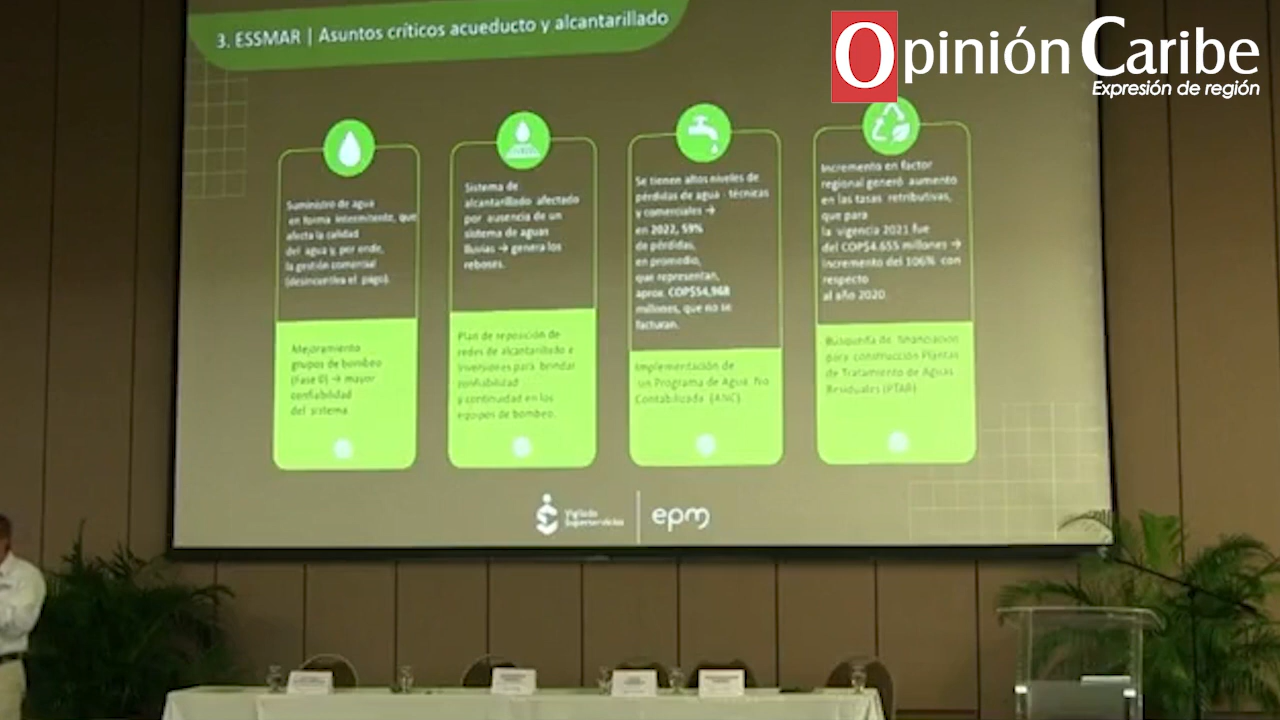 3. ESSMAR | Asuntos críticos acueducto y alcantarillado
Opinión Caribe
Expresión de región
Suministro de agua
en forma intermitente, que
afecta la calidad
del agua y, por ende,
la gestión comercial
(desincentiva el pago).
Mejoramiento
grupos de bombeo
(Fase 0) → mayor
confiabilidad
del sistema.
Sistema de
alcantarillado afectado
por ausencia de un
sistema de aguas
lluvias → genera los
reboses.
Plan de reposición de
redes de alcantarillado e
inversiones para brindar
confiabilidad
y continuidad en los
equipos de bombeo.
Se tienen altos niveles de
pérdidas de agua - técnicas
y comerciales →
en 2022, 59%
de pérdidas,
en promedio,
que representan,
aprox. COP$54.968
millones, que no se
facturan.
Implementación de
un Programa de Agua No
Contabilizada (ANC)
Incremento en factor
regional generó aumento
en las tasas retributivas,
que para
la vigencia 2021 fue
del COP$4.655 millones →
incremento del 106% con
respecto
al año 2020.
Búsqueda de financiación
para construcción Plantas
de Tratamiento de Aguas
Residuales (PTAR)
Vigilado
Superservicios
epm